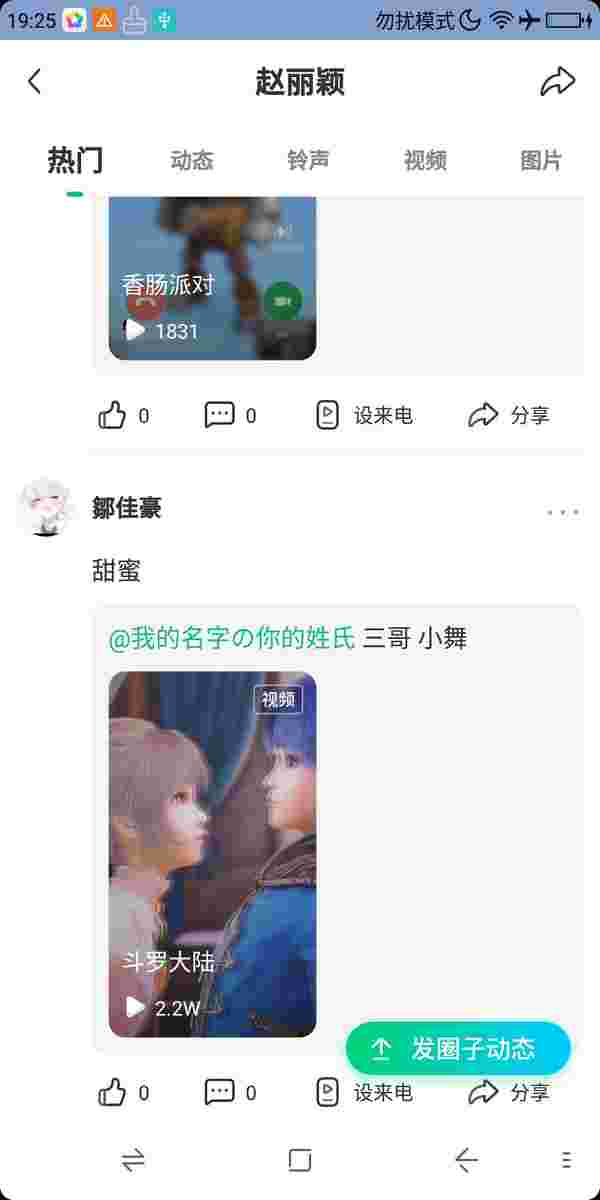 19:25
勿扰模式
赵丽颖
热门 动态 铃声 视频 图片
香肠派对
1831
0 0 设来电 分享
鄒佳豪
甜蜜
@我的名字の你的姓氏 三哥 小舞
视频
斗罗大陆
2.2W
发圈子动态
0 0 设来电 分享